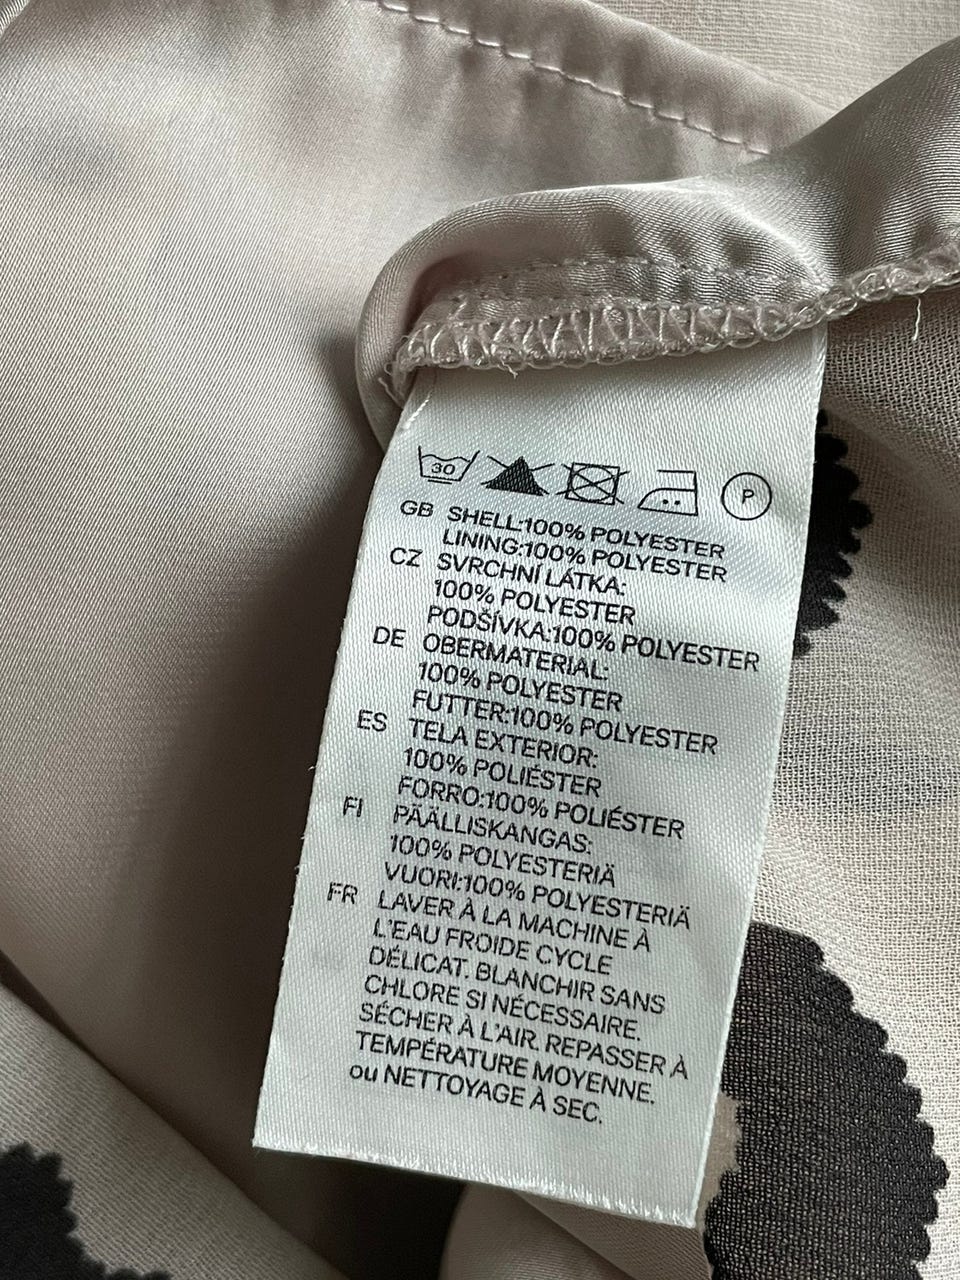 30 P
GB SHELL:100% POLYESTER
LINING:100% POLYESTER
CZ SVRCHNÍ LÁTKA:
100% POLYESTER
PODŠÍVKA:100% POLYESTER
DE OBERMATERIAL:
100% POLYESTER
FUTTER:100% POLYESTER
ES TELA EXTERIOR:
100% POLIÉSTER
FORRO:100% POLIÉSTER
FI PÄÄLLISKANGAS:
100% POLYESTERIÄ
VUORI:100% POLYESTERIÄ
FR LAVER À LA MACHINE À
L'EAU FROIDE CYCLE
DÉLICAT. BLANCHIR SANS
CHLORE SI NÉCESSAIRE.
SÉCHER À L'AIR. REPASSER À
TEMPÉRATURE MOYENNE.
ou NETTOYAGE À SEC.